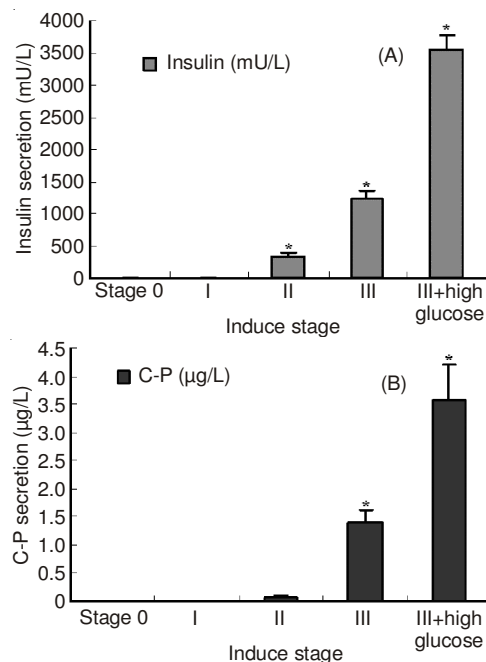 4000
(A)
Insulin (mU/L)
3500
3000
2500
2000
1500
1000
500
0
Insulin secretion (mU/L)
*
*
*
Stage 0 I II III III+high
glucose
Induce stage
4.5
C-P (µg/L)
(B)
4.0
3.5
3.0
2.5
2.0
1.5
1.0
0.5
0
C-P secretion (µg/L)
*
*
Stage 0 I II III III+high
glucose
Induce stage